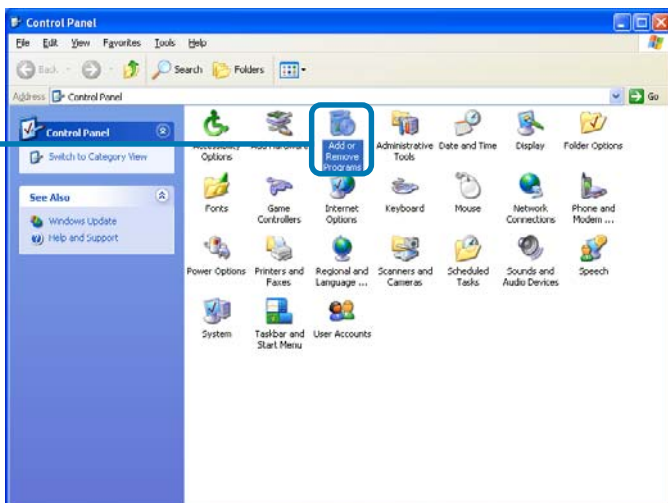 Control Panel
File Edit View Favorites Tools Help
Back Search Folders
Address Control Panel Go
Control Panel
Switch to Category View
See Also
Windows Update
Help and Support
Accessibility Options
Add Hardware
Add or Remove Programs
Administrative Tools
Date and Time
Display
Folder Options
Fonts
Game Controllers
Internet Options
Keyboard
Mouse
Network Connections
Phone and Modem ...
Power Options
Printers and Faxes
Regional and Language ...
Scanners and Cameras
Scheduled Tasks
Sounds and Audio Devices
Speech
System
Taskbar and Start Menu
User Accounts